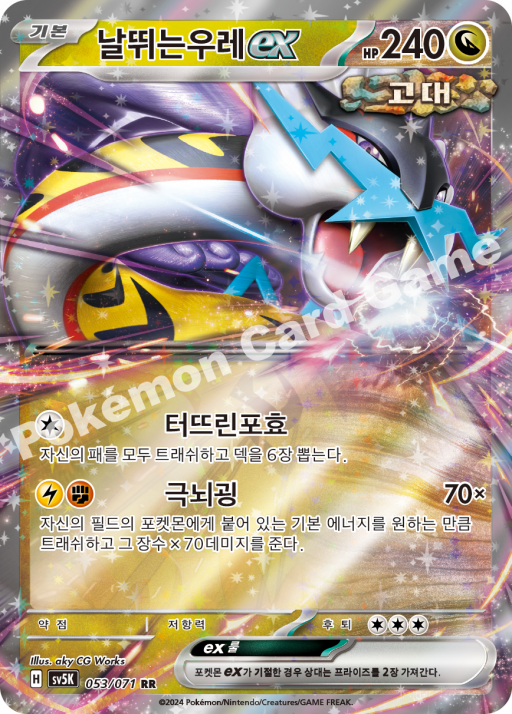 기본 날뛰는우레ex HP240
고대
Pokémon Card Game
터뜨린포효
자신의 패를 모두 트래쉬하고 덱을 6장 뽑는다.
극뇌굉 70×
자신의 필드의 포켓몬에게 붙어 있는 기본 에너지를 원하는 만큼
트래쉬하고 그 장수×70데미지를 준다.
약점 저항력 후퇴
ex 룰
포켓몬 ex가 기절한 경우 상대는 프라이즈를 2장 가져간다.
Illus. aky CG Works
H sv5K 053/071 RR
©2024 Pokémon/Nintendo/Creatures/GAME FREAK.